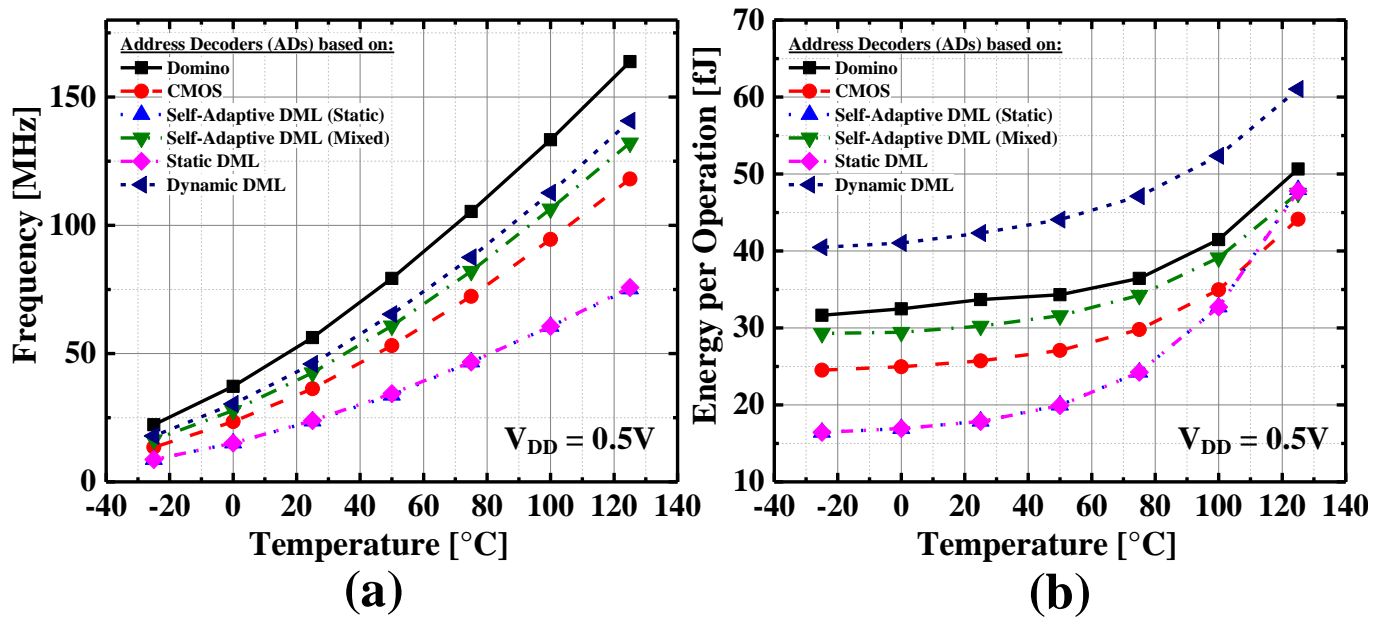 Address Decoders (ADs) based on:
Domino
CMOS
Self-Adaptive DML (Static)
Self-Adaptive DML (Mixed)
Static DML
Dynamic DML
Frequency [MHz]
150
100
50
0
V_DD = 0.5V
-40 -20 0 20 40 60 80 100 120 140
Temperature [°C]
(a)
Address Decoders (ADs) based on:
Domino
CMOS
Self-Adaptive DML (Static)
Self-Adaptive DML (Mixed)
Static DML
Dynamic DML
Energy per Operation [fJ]
70
60
50
40
30
20
10
V_DD = 0.5V
-40 -20 0 20 40 60 80 100 120 140
Temperature [°C]
(b)